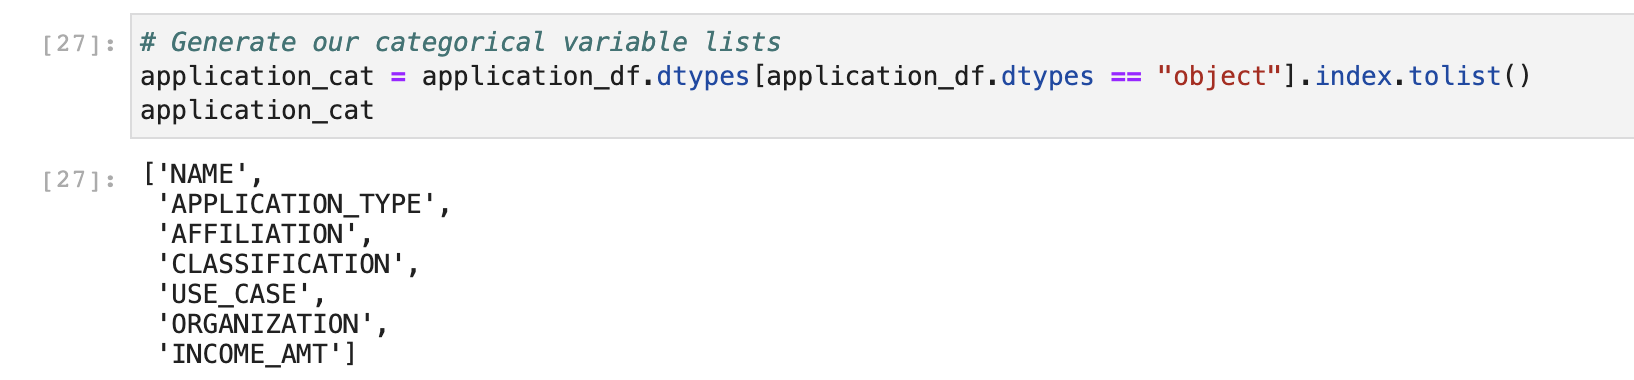 [27]: # Generate our categorical variable lists
application_cat = application_df.dtypes[application_df.dtypes == "object"].index.tolist()
application_cat
[27]: ['NAME',
'APPLICATION_TYPE',
'AFFILIATION',
'CLASSIFICATION',
'USE_CASE',
'ORGANIZATION',
'INCOME_AMT']